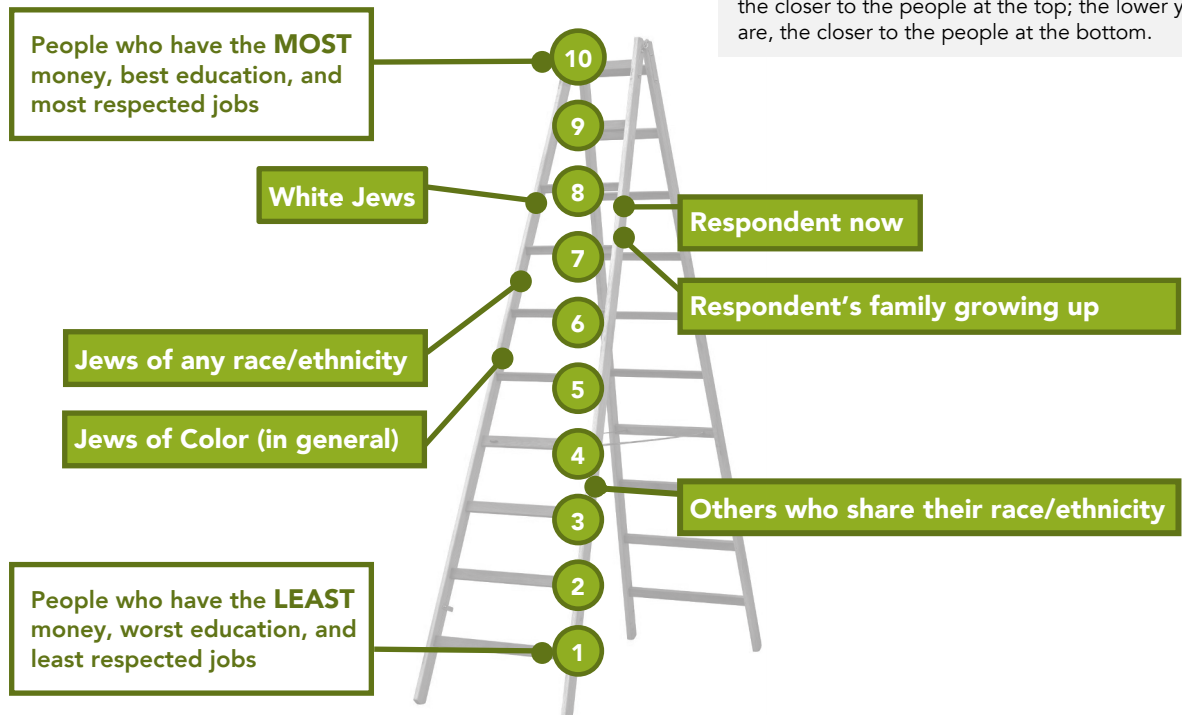 the closer to the people at the top; the lower y
are, the closer to the people at the bottom.
People who have the MOST
money, best education, and
most respected jobs
10
9
8
White Jews
Respondent now
7
Respondent's family growing up
6
Jews of any race/ethnicity
5
Jews of Color (in general)
4
Others who share their race/ethnicity
3
2
People who have the LEAST
money, worst education, and
least respected jobs
1